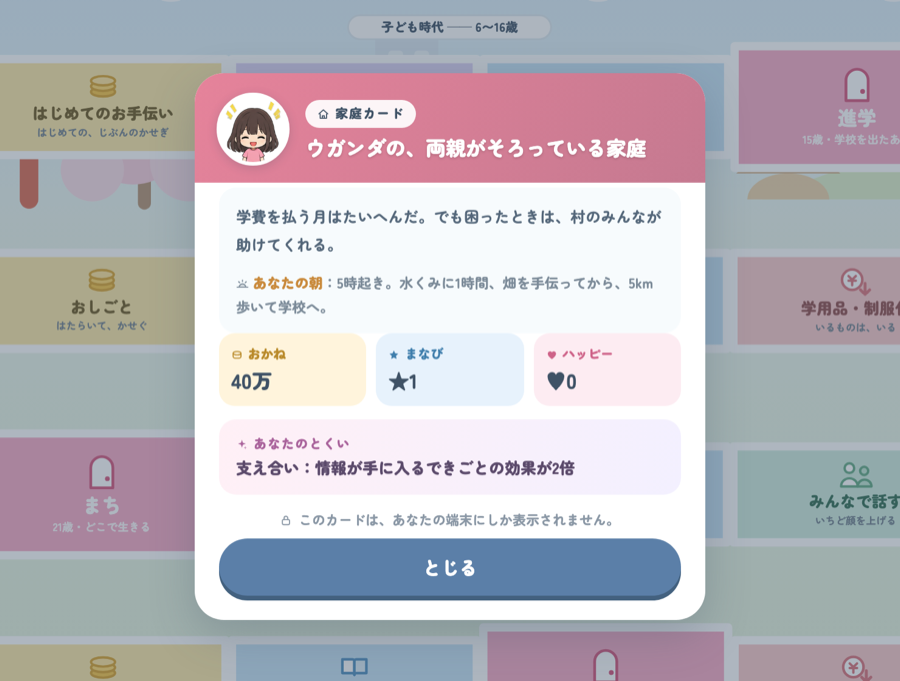 子ども時代 ―― 6〜16歳
はじめてのお手伝い
はじめての、じぶんのかせぎ
進学
15歳・学校を出たあ
家庭カード
ウガンダの、両親がそろっている家庭
学費を払う月はたいへんだ。でも困ったときは、村のみんなが
助けてくれる。
あなたの朝：5時起き。水くみに1時間、畑を手伝ってから、5km
歩いて学校へ。
おしごと
はたらいて、かせぐ
学用品・制服
いるものは、いる
おかね
40万
まなび
★1
ハッピー
♥0
あなたのとくい
支え合い：情報が手に入るできごとの効果が2倍
まち
21歳・どこで生きる
みんなで話す
いちど顔を上げる
このカードは、あなたの端末にしか表示されません。
とじる